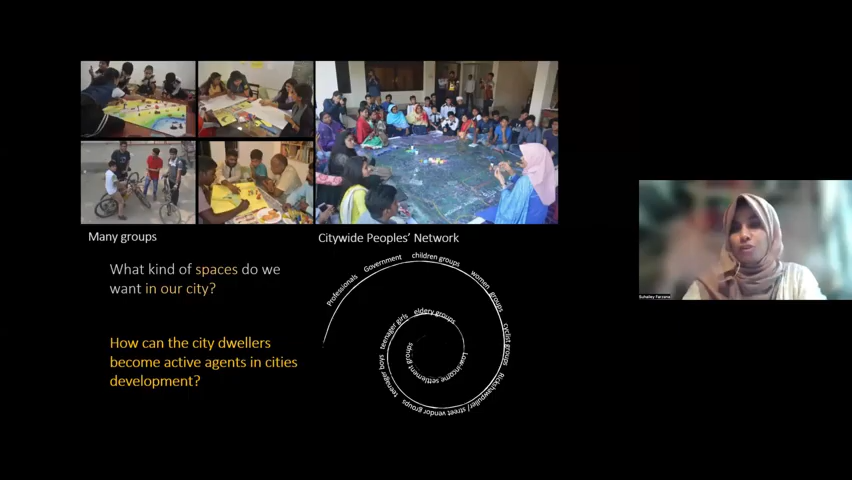 Many groups
Citywide Peoples' Network
What kind of spaces do we
want in our city?
How can the city dwellers
become active agents in cities
development?
Professionals
Government
children groups
women groups
cyclist groups
Rickshawpuller/ street vendor groups
teenager boys
teenager girls
eldery groups
Low income settlement groups
Suhailey Farzana